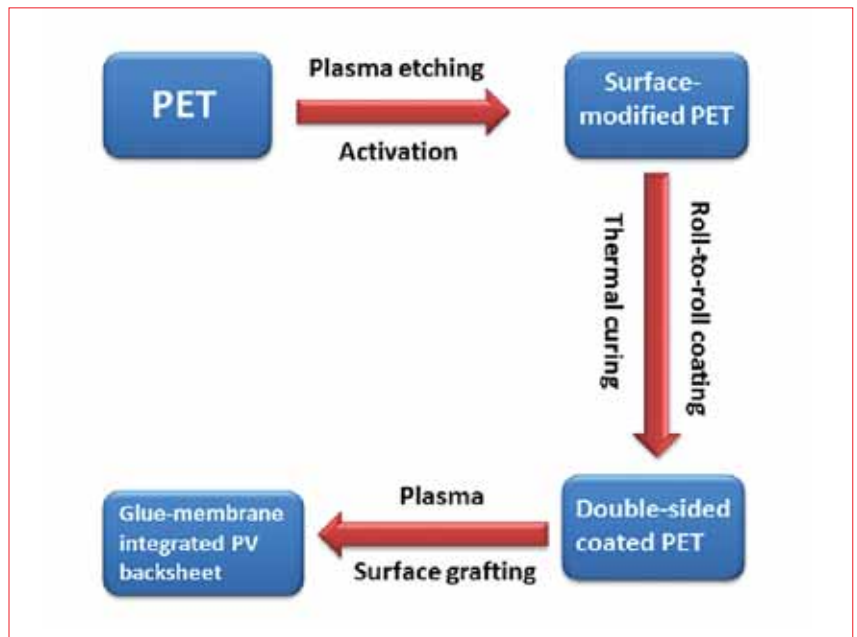 PET
Plasma etching
Activation
Surface-
modified PET
Roll-to-roll coating
Thermal curing
Double-sided
coated PET
Plasma
Surface grafting
Glue-membrane
integrated PV
backsheet